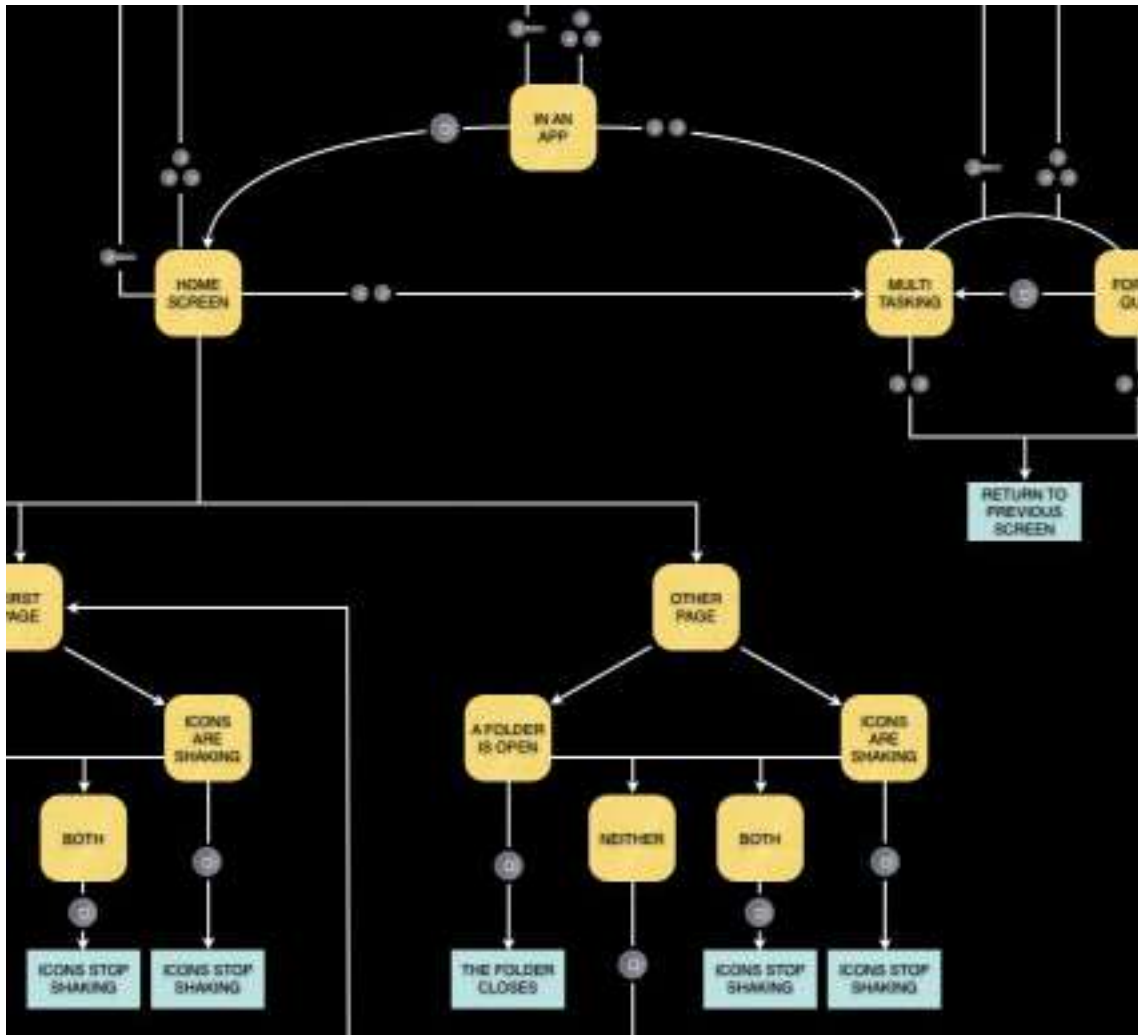 IN AN
APP
HOME
SCREEN
MULTI
TASKING
RETURN TO
PREVIOUS
SCREEN
OTHER
PAGE
ICONS
ARE
SHAKING
A FOLDER
IS OPEN
ICONS
ARE
SHAKING
BOTH
NEITHER
BOTH
ICONS STOP
SHAKING
ICONS STOP
SHAKING
THE FOLDER
CLOSES
ICONS STOP
SHAKING
ICONS STOP
SHAKING